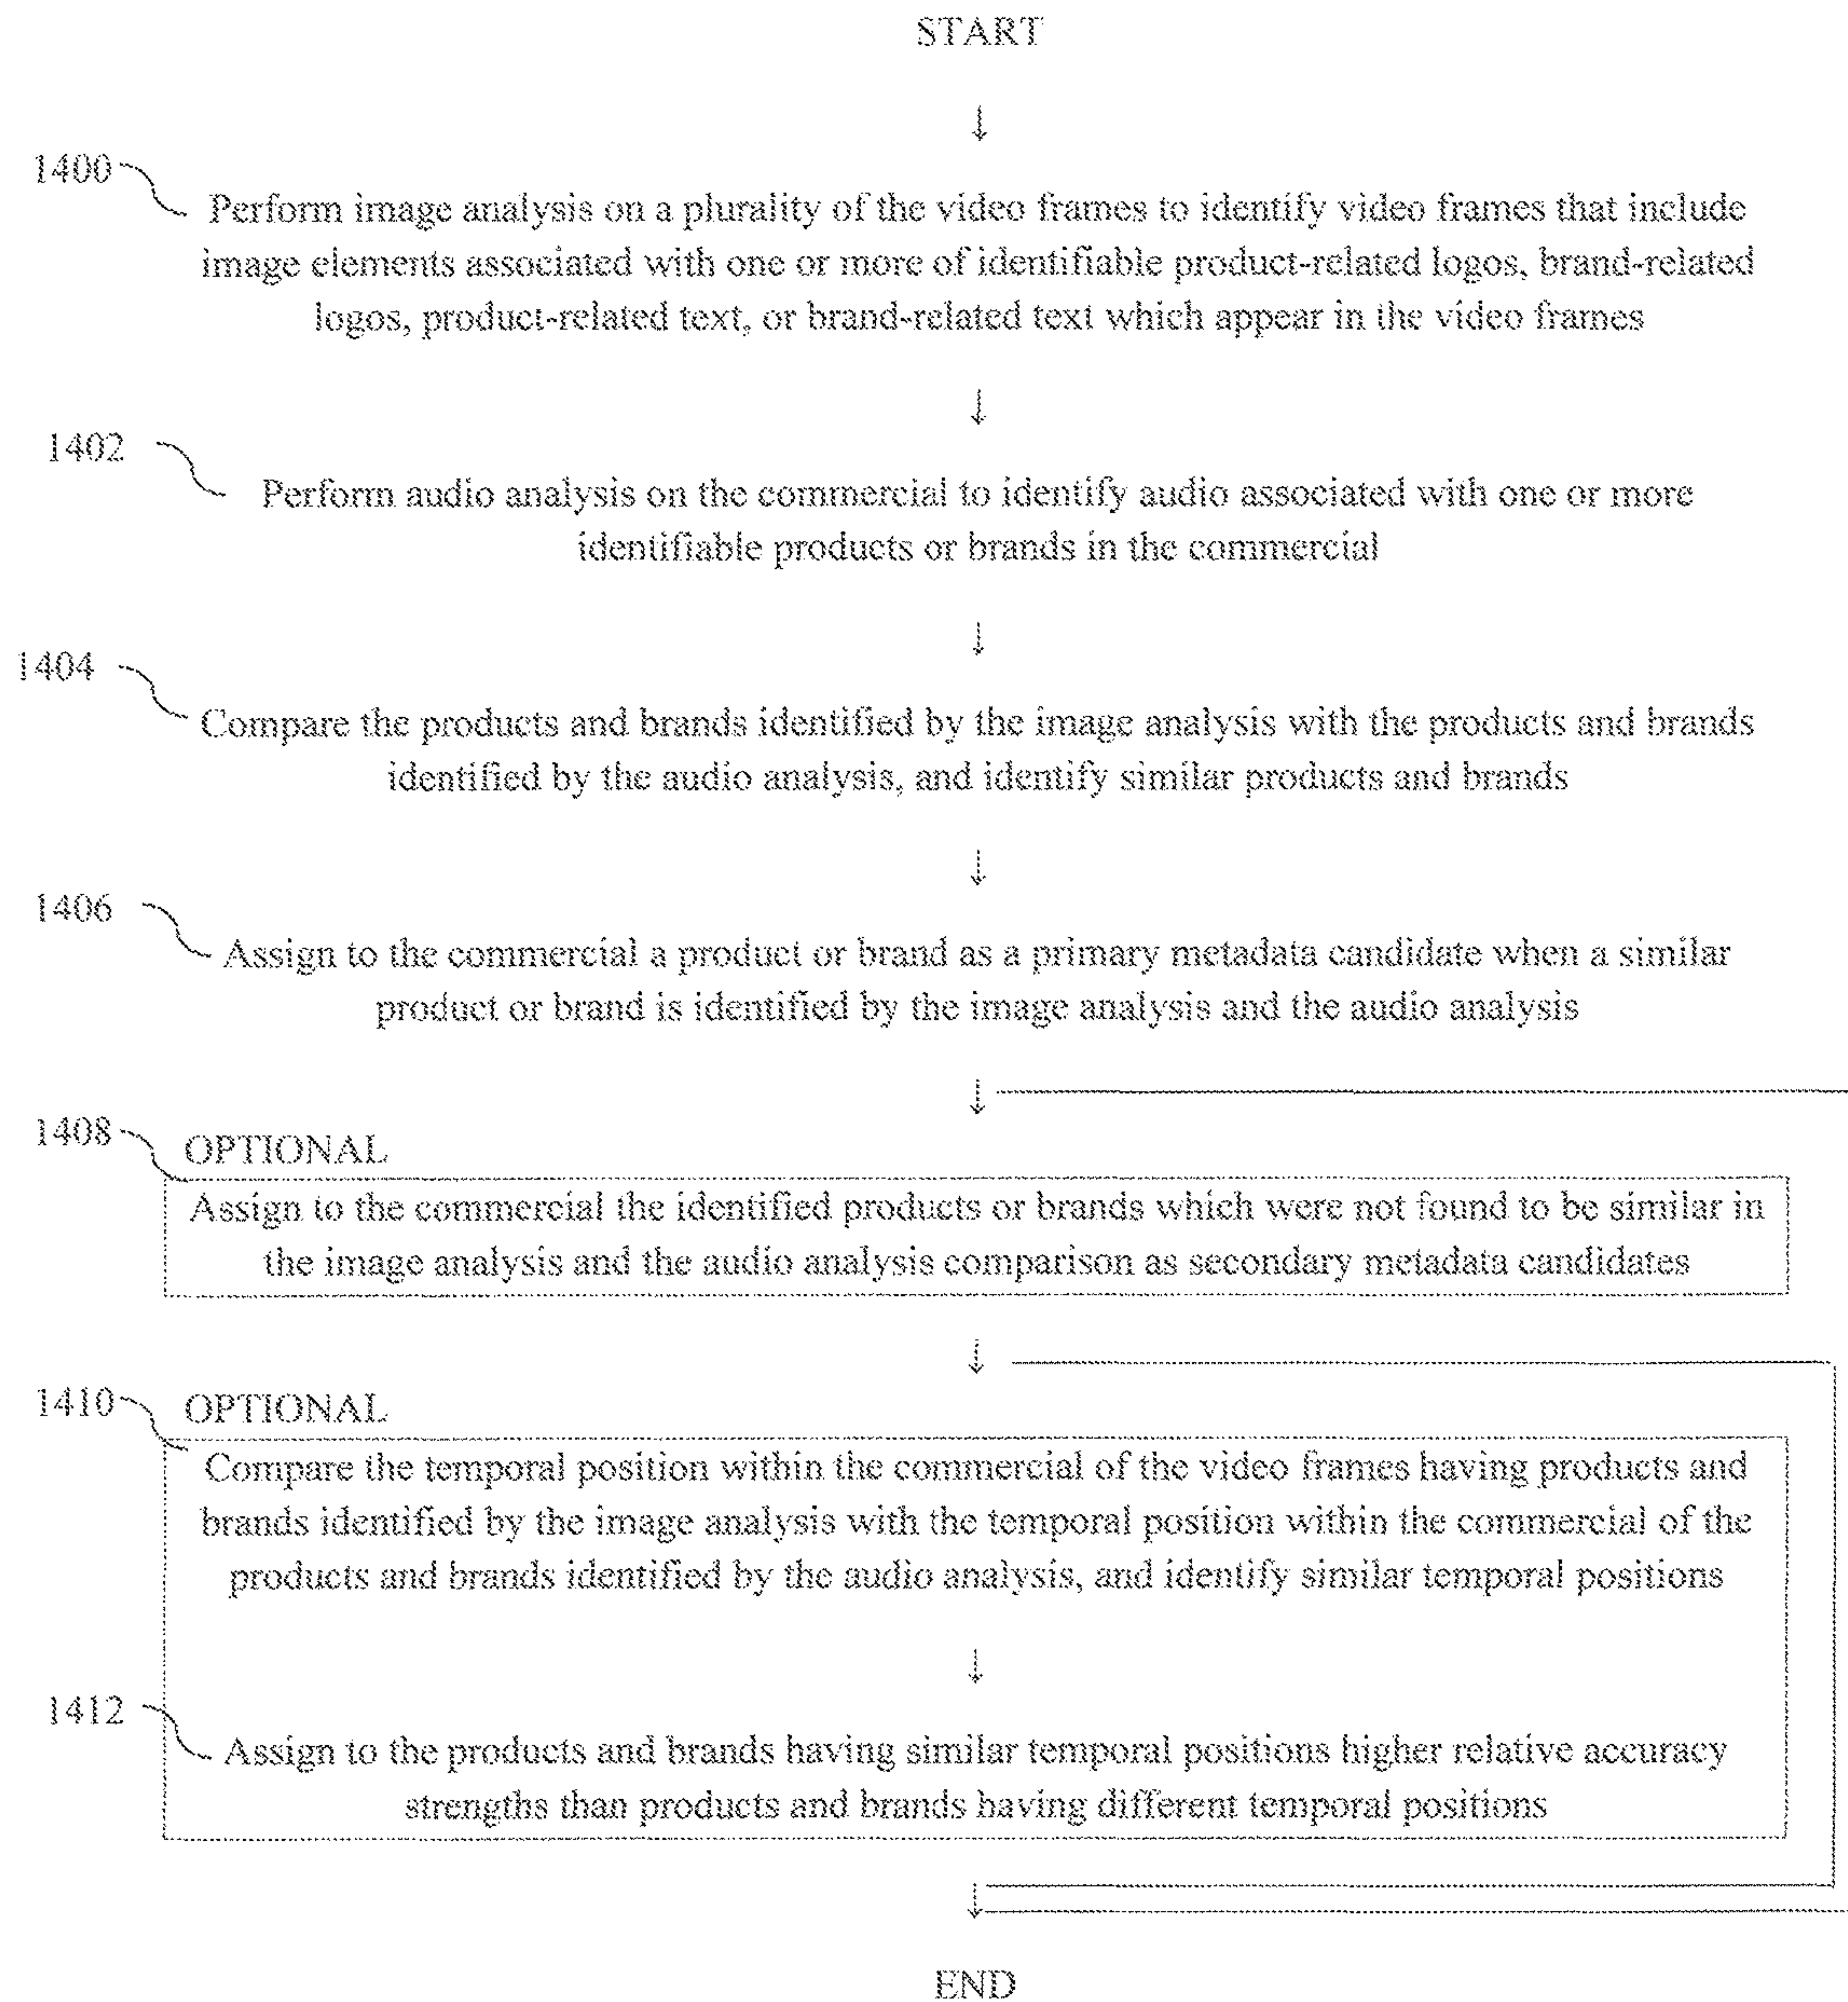 START
↓
1400
Perform image analysis on a plurality of the video frames to identify video frames that include
image elements associated with one or more of identifiable product-related logos, brand-related
logos, product-related text, or brand-related text which appear in the video frames
↓
1402
Perform audio analysis on the commercial to identify audio associated with one or more
identifiable products or brands in the commercial
↓
1404
Compare the products and brands identified by the image analysis with the products and brands
identified by the audio analysis, and identify similar products and brands
↓
1406
Assign to the commercial a product or brand as a primary metadata candidate when a similar
product or brand is identified by the image analysis and the audio analysis
↓
1408
OPTIONAL
Assign to the commercial the identified products or brands which were not found to be similar in
the image analysis and the audio analysis comparison as secondary metadata candidates
↓
1410
OPTIONAL
Compare the temporal position within the commercial of the video frames having products and
brands identified by the image analysis with the temporal position within the commercial of the
products and brands identified by the audio analysis, and identify similar temporal positions
↓
1412
Assign to the products and brands having similar temporal positions higher relative accuracy
strengths than products and brands having different temporal positions
↓
END